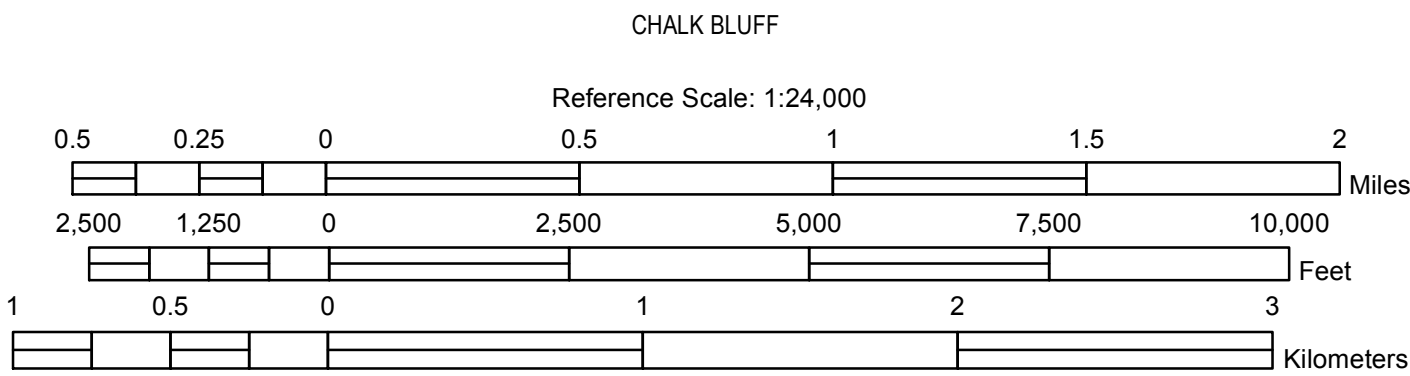 CHALK BLUFF
Reference Scale: 1:24,000
0.5 0.25 0 0.5 1 1.5 2
Miles
2,500 1,250 0 2,500 5,000 7,500 10,000
Feet
1 0.5 0 1 2 3
Kilometers